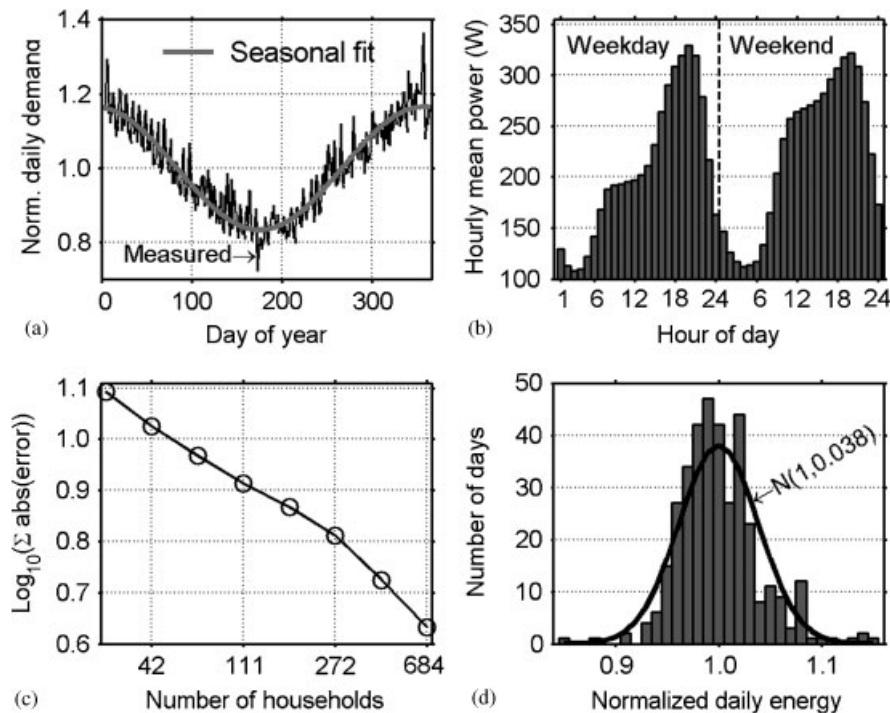 1.4
1.2
1.0
0.8
Norm. daily demand
Seasonal fit
Measured→
0 100 200 300
Day of year
(a)
350
300
250
200
150
100
Hourly mean power (W)
Weekday Weekend
1 6 12 18 24 6 12 18 24
Hour of day
(b)
1.1
1.0
0.9
0.8
0.7
0.6
Log10(Σ abs(error))
42 111 272 684
Number of households
(c)
50
40
30
20
10
0
Number of days
←N(1,0.038)
0.9 1.0 1.1
Normalized daily energy
(d)